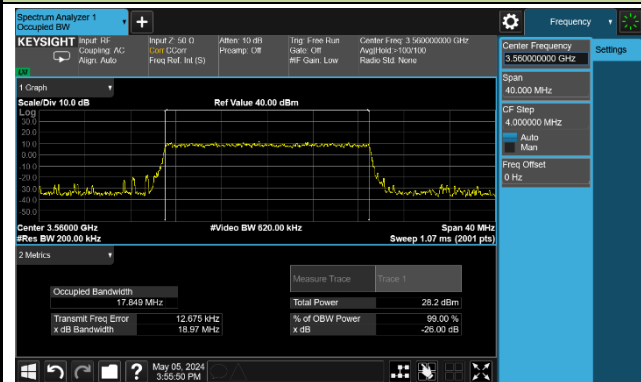 Spectrum Analyzer 1
Occupied BW
Frequency
KEYSIGHT
Input: RF
Coupling: AC
Align: Auto
Input Z: 50 Ω
Corr CCorr
Freq Ref: Int (S)
Atten: 10 dB
Preamp: Off
Trig: Free Run
Gate: Off
#IF Gain: Low
Center Freq: 3.560000000 GHz
Avg|Hold:>100/100
Radio Std: None
Center Frequency
3.560000000 GHz
Settings
Span
40.000 MHz
CF Step
4.000000 MHz
Auto
Man
Freq Offset
0 Hz
1 Graph
Scale/Div 10.0 dB
Ref Value 40.00 dBm
Log
30.0
20.0
10.0
0.00
-10.0
-20.0
-30.0
-40.0
-50.0
Center 3.56000 GHz
#Video BW 620.00 kHz
Span 40 MHz
#Res BW 200.00 kHz
Sweep 1.07 ms (2001 pts)
2 Metrics
Measure Trace
Trace 1
Occupied Bandwidth
17.849 MHz
Total Power
28.2 dBm
Transmit Freq Error
12.675 kHz
% of OBW Power
99.00 %
x dB Bandwidth
18.97 MHz
x dB
-26.00 dB
May 05, 2024
3:55:50 PM